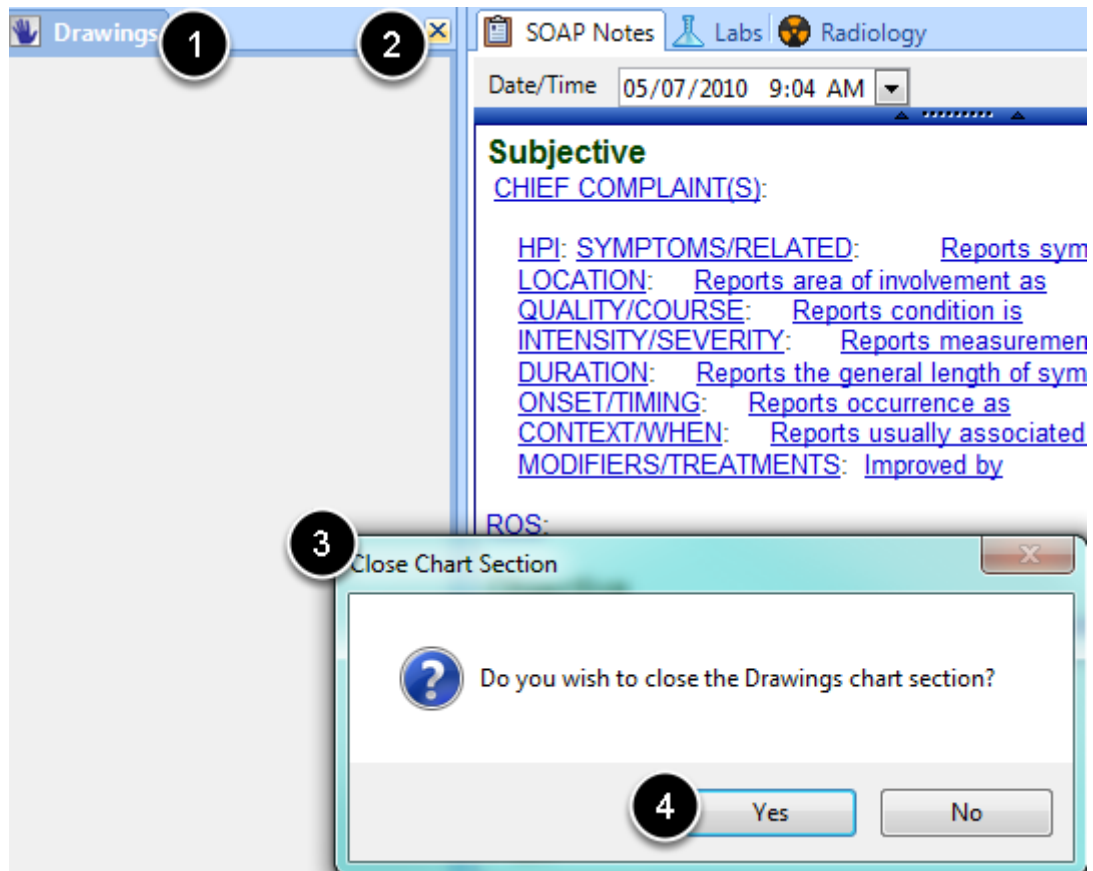 Drawings 1 2
SOAP Notes Labs Radiology
Date/Time 05/07/2010 9:04 AM
Subjective
CHIEF COMPLAINT(S):
HPI: SYMPTOMS/RELATED: Reports sym
LOCATION: Reports area of involvement as
QUALITY/COURSE: Reports condition is
INTENSITY/SEVERITY: Reports measuremen
DURATION: Reports the general length of sym
ONSET/TIMING: Reports occurrence as
CONTEXT/WHEN: Reports usually associated
MODIFIERS/TREATMENTS: Improved by
ROS:
3
Close Chart Section
Do you wish to close the Drawings chart section?
4 Yes No